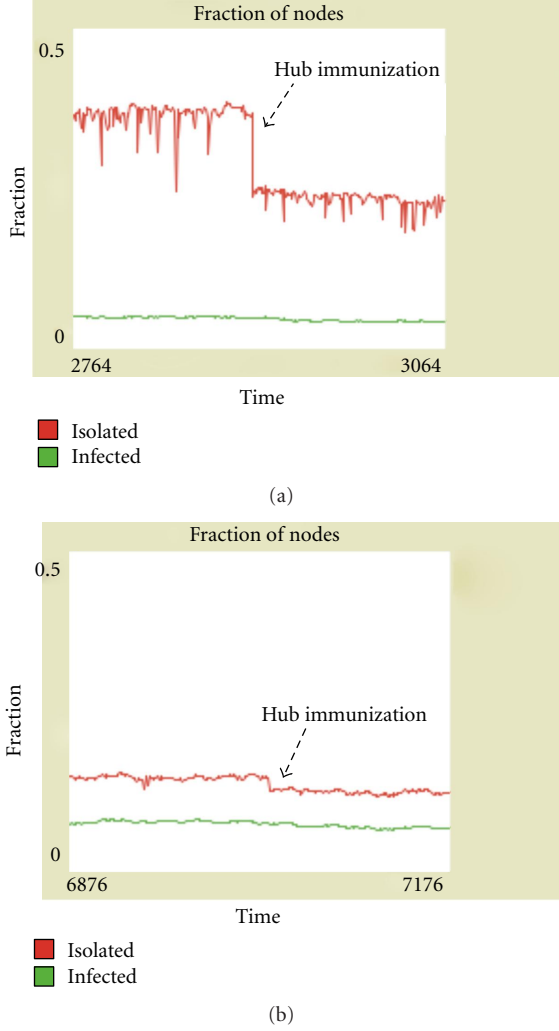 Fraction of nodes
0.5
Hub immunization
Fraction
0
2764 3064
Time
Isolated
Infected
(a)
Fraction of nodes
0.5
Hub immunization
Fraction
0
6876 7176
Time
Isolated
Infected
(b)